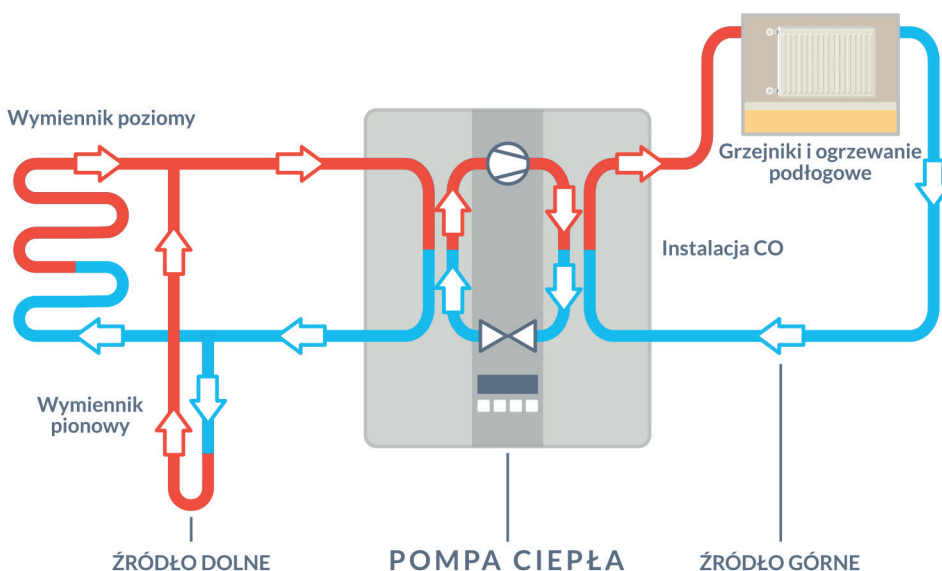 Wymiennik poziomy
Grzejniki i ogrzewanie
podłogowe
Instalacja CO
Wymiennik
pionowy
ŹRÓDŁO DOLNE
POMPA CIEPŁA
ŹRÓDŁO GÓRNE